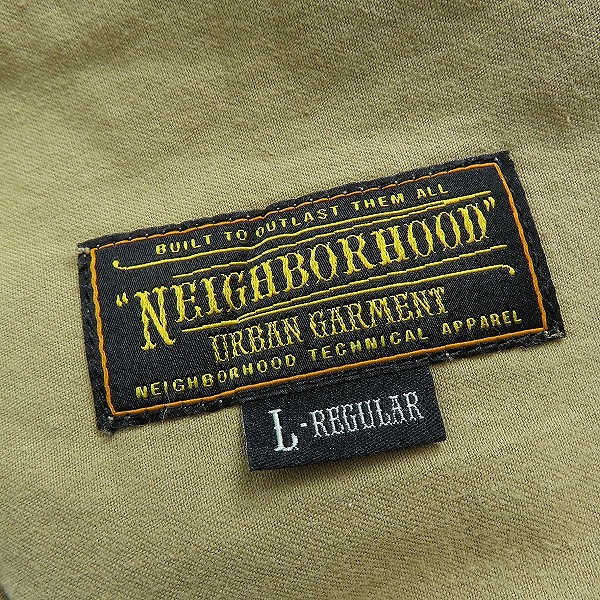 BUILT TO OUTLAST THEM ALL
"NEIGHBORHOOD"
URBAN GARMENT
NEIGHBORHOOD TECHNICAL APPAREL
L-REGULAR